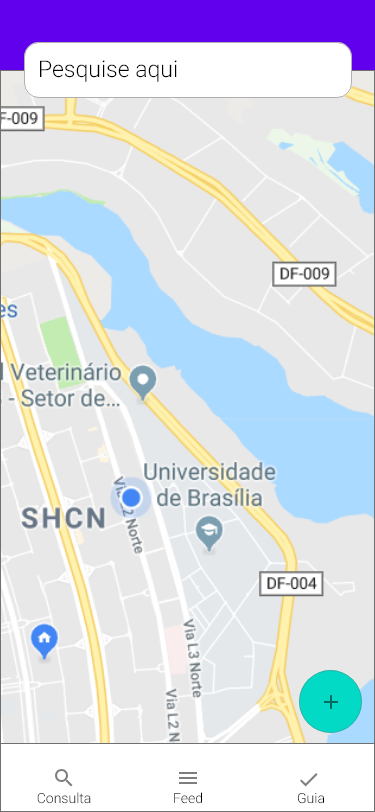 Pesquise aqui
F-009
DF-009
es
l Veterinário
- Setor de...
Universidade
de Brasília
Via L2 Norte
SHCN
DF-004
Via L3 Norte
Via L2 N
Consulta
Feed
Guia